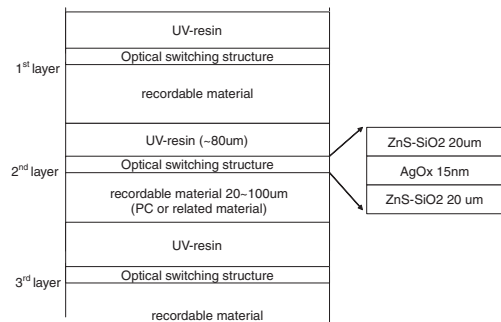 UV-resin
Optical switching structure
1st layer
recordable material
UV-resin (~80um)
Optical switching structure
2nd layer
recordable material 20~100um
(PC or related material)
ZnS-SiO2 20um
AgOx 15nm
ZnS-SiO2 20 um
UV-resin
Optical switching structure
3rd layer
recordable material